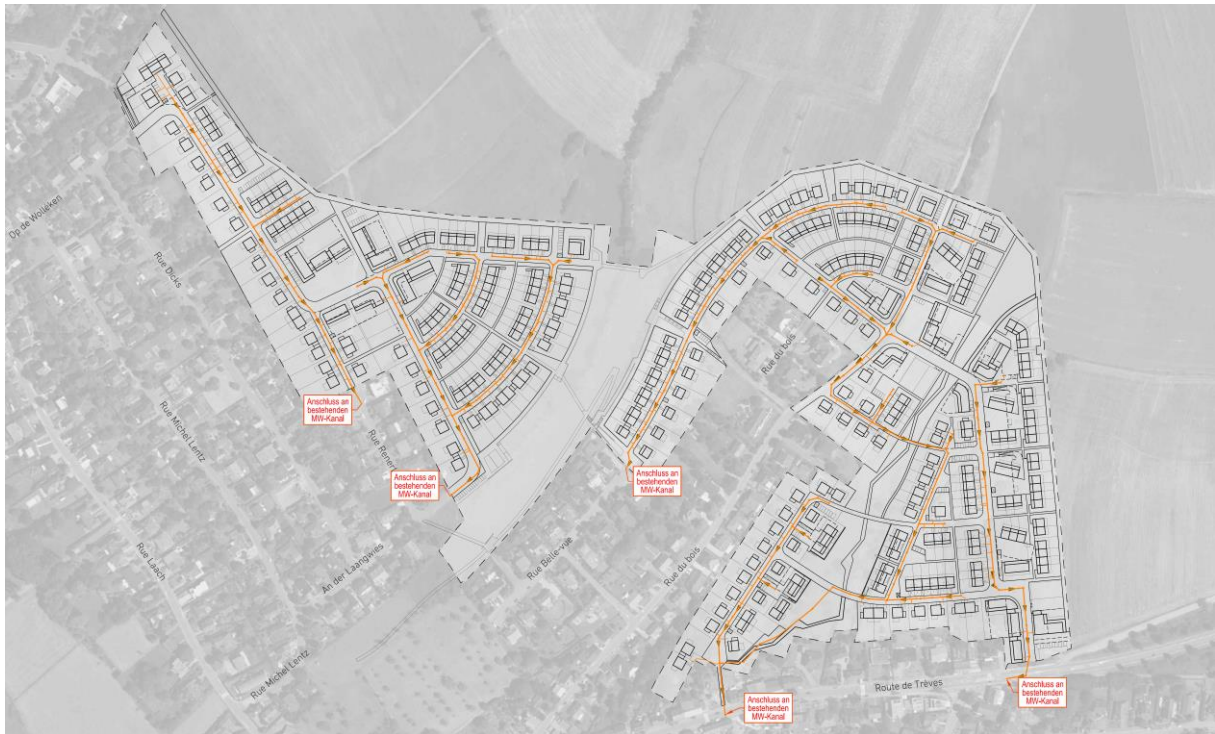 Op de Wolleken
Rue Dicks
Rue Michel Lentz
Rue Laach
Anschluss an
bestehenden
MW-Kanal
Anschluss an
bestehenden
MW-Kanal
An der Laangwies
Rue Michel Lentz
Rue Belle-vue
Anschluss an
bestehenden
MW-Kanal
Rue du bois
Rue du bois
Anschluss an
bestehenden
MW-Kanal
Route de Trèves
Anschluss an
bestehenden
MW-Kanal